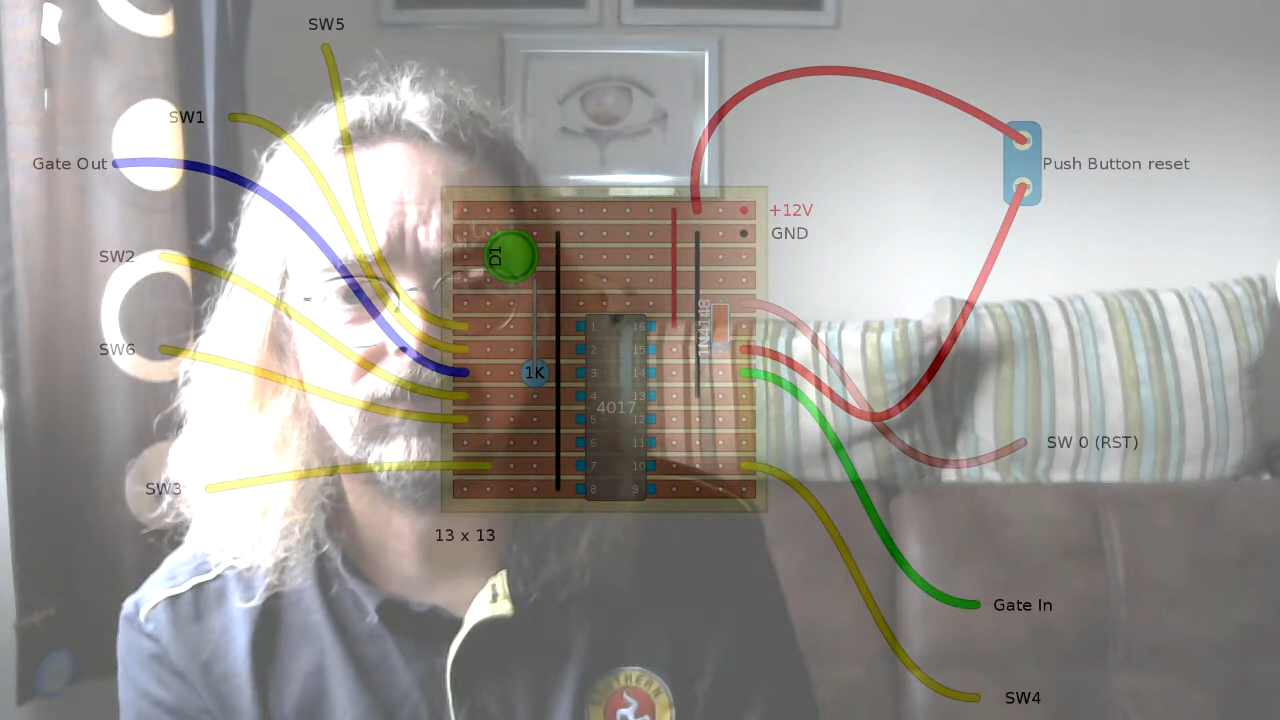 SW5
SW1
Gate Out
Push Button reset
+12V
GND
D1
SW2
1N4148
1 16
2 15
3 14
4 13
5 12
6 11
7 10
8 9
SW6
1K
4017
SW 0 (RST)
SW3
13 x 13
Gate In
SW4